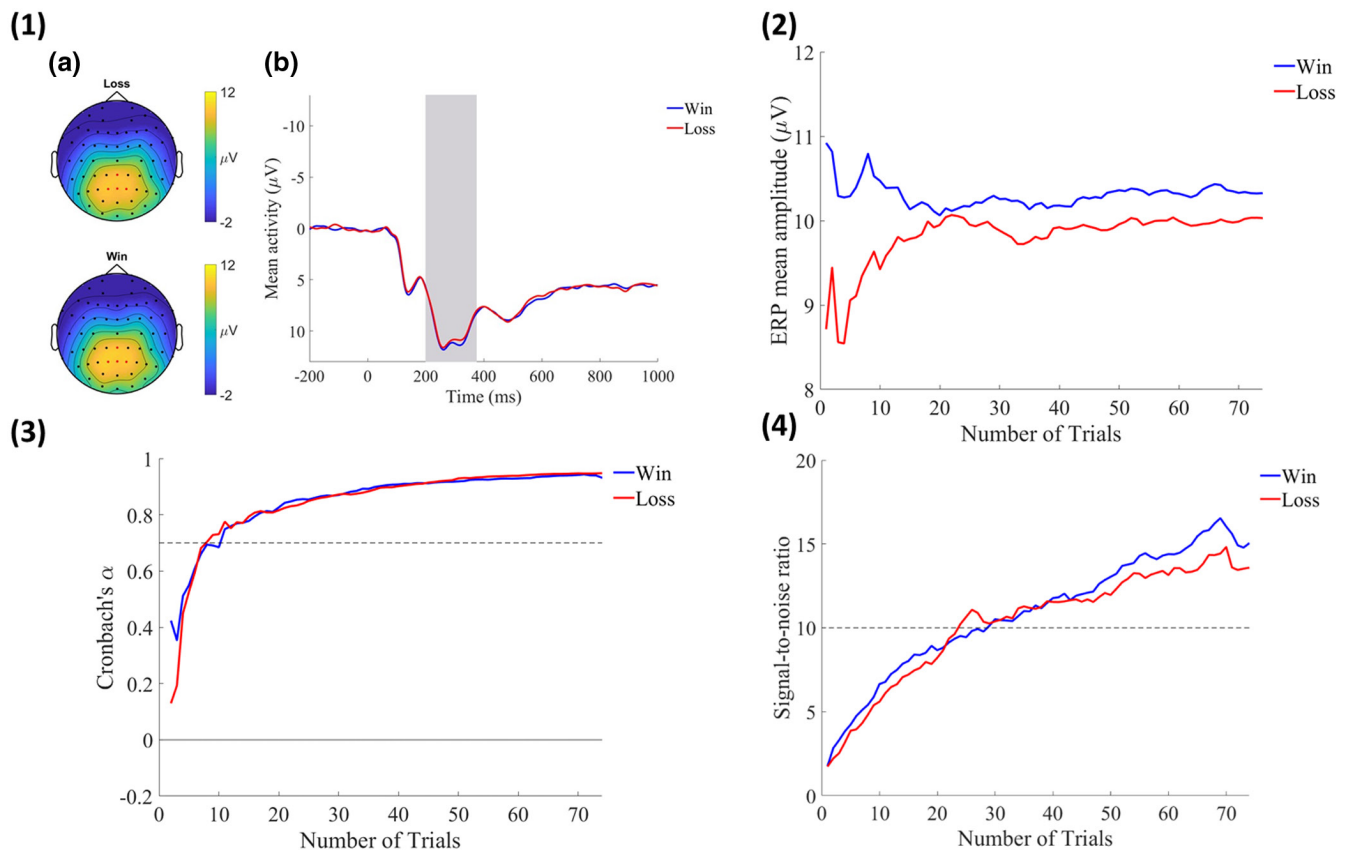 (1)
(a)
Loss
12
µV
-2
Win
12
µV
-2
(b)
Win
Loss
Mean activity (µV)
-10
-5
0
5
10
-200
0
200
400
600
800
1000
Time (ms)
(2)
Win
Loss
ERP mean amplitude (µV)
12
11
10
9
8
0
10
20
30
40
50
60
70
Number of Trials
(3)
Win
Loss
Cronbach's α
1
0.8
0.6
0.4
0.2
0
-0.2
0
10
20
30
40
50
60
70
Number of Trials
(4)
Win
Loss
Signal-to-noise ratio
20
15
10
5
0
0
10
20
30
40
50
60
70
Number of Trials